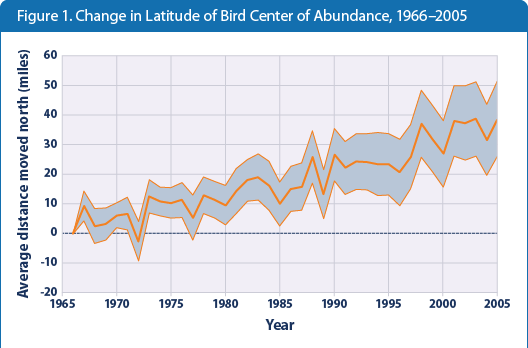 Figure 1. Change in Latitude of Bird Center of Abundance, 1966–2005
Average distance moved north (miles)
60
50
40
30
20
10
0
-10
-20
1965 1970 1975 1980 1985 1990 1995 2000 2005
Year